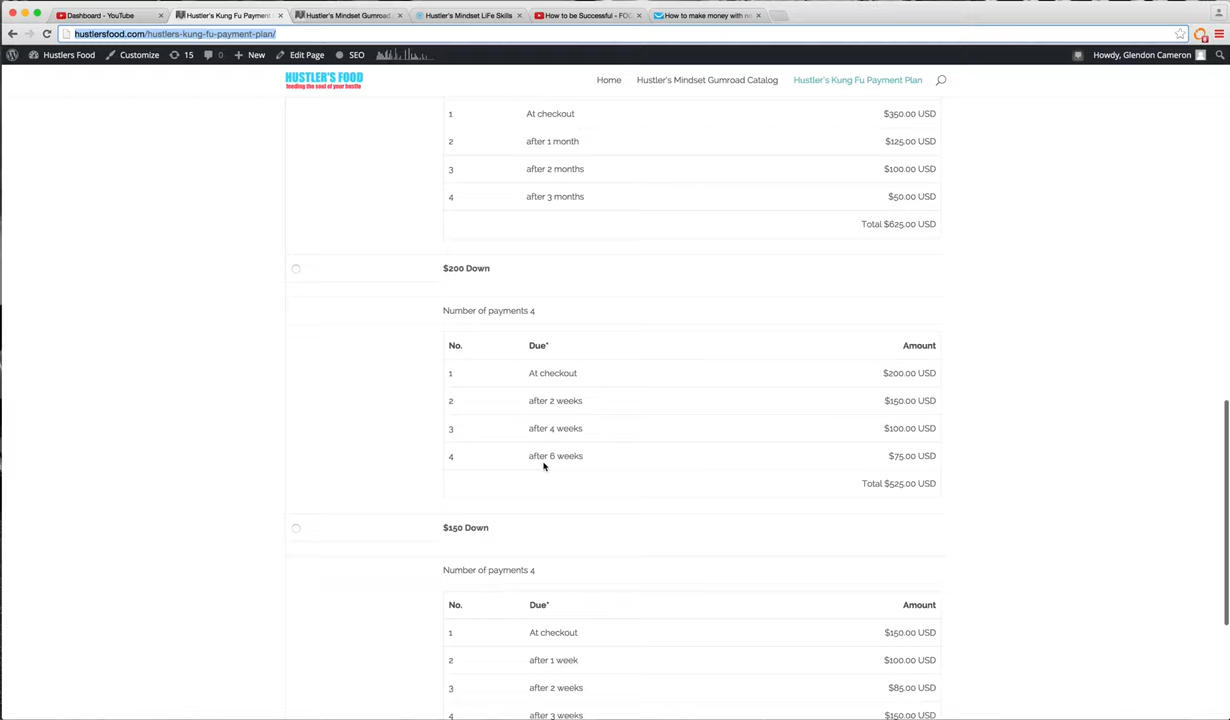 Dashboard - YouTube
Hustler's Kung Fu Payment
Hustler's Mindset Gumroad
Hustler's Mindset LiFe Skills
How to be Successful - FO
How to make money with no
hustlersfood.com/hustlers-kung-fu-payment-plan/
Hustlers Food Customize 15 0 New Edit Page SEO Howdy, Glendon Cameron
HUSTLER'S FOOD
feeding the soul of your hustle
Home Hustler's Mindset Gumroad Catalog Hustler's Kung Fu Payment Plan
1 At checkout $350.00 USD
2 after 1 month $125.00 USD
3 after 2 months $100.00 USD
4 after 3 months $50.00 USD
Total $625.00 USD
$200 Down
Number of payments 4
No. Due* Amount
1 At checkout $200.00 USD
2 after 2 weeks $150.00 USD
3 after 4 weeks $100.00 USD
4 after 6 weeks $75.00 USD
Total $525.00 USD
$150 Down
Number of payments 4
No. Due* Amount
1 At checkout $150.00 USD
2 after 1 week $100.00 USD
3 after 2 weeks $85.00 USD
4 after 3 weeks $150.00 USD